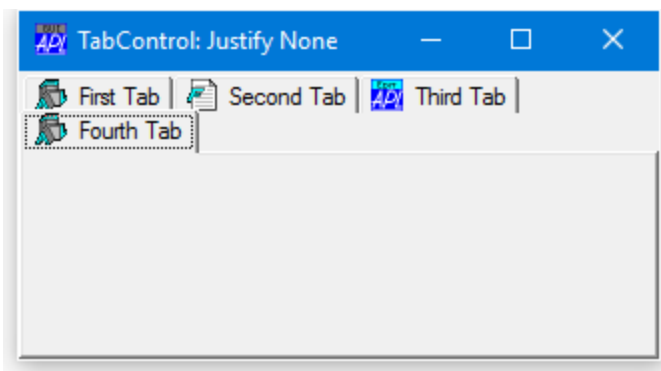 TabControl: Justify None
First Tab Second Tab Third Tab
Fourth Tab